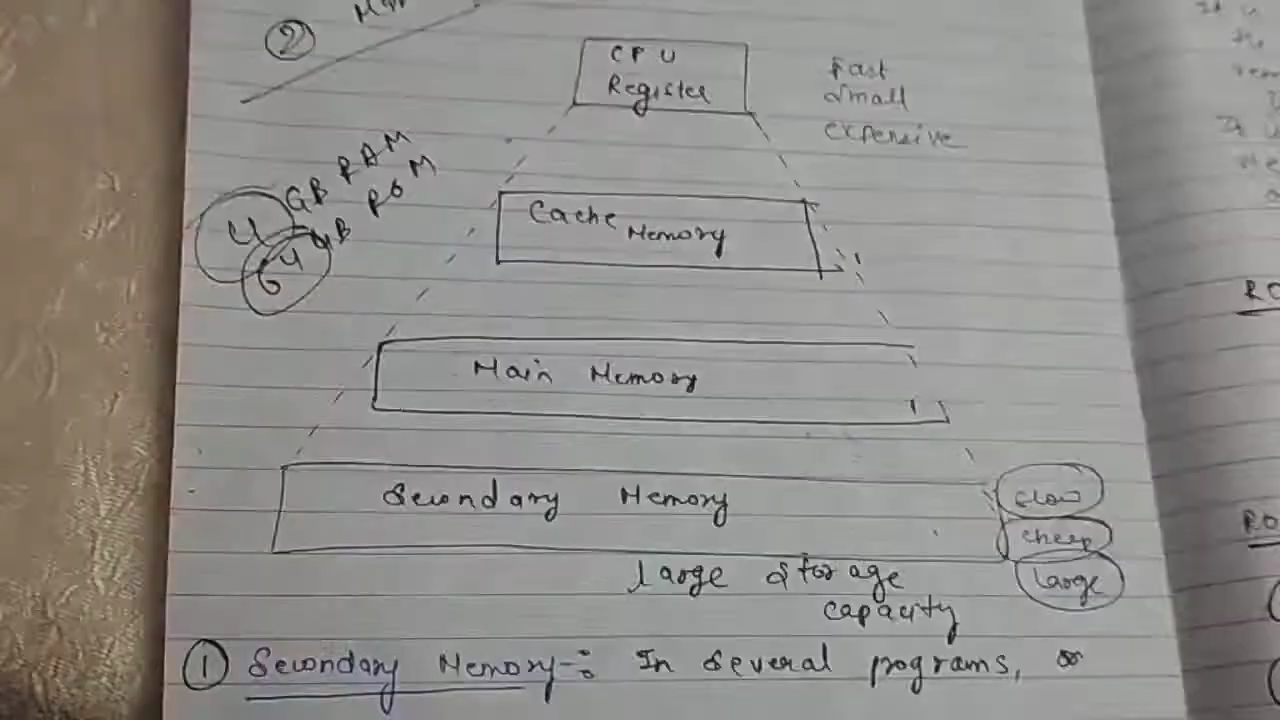 ②
CPU
Register
Fast
Small
expensive
4 GB RAM
64 GB ROM
Cache Memory
Main Memory
Secondary Memory
slow
cheap
large
large storage
capacity
① Secondary Memory :- In several programs, or